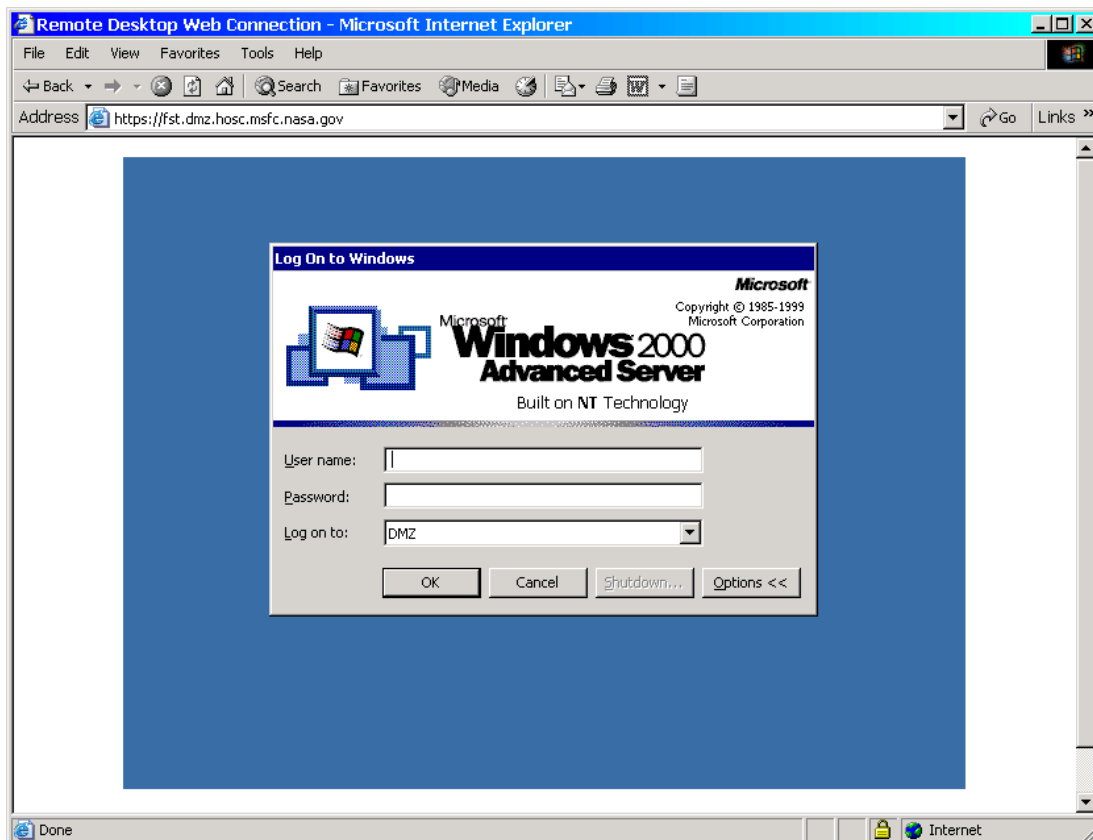 Remote Desktop Web Connection - Microsoft Internet Explorer
File Edit View Favorites Tools Help
Back Search Favorites Media W
Address https://fst.dmz.hosc.msfc.nasa.gov Go Links »
Log On to Windows
Microsoft
Copyright © 1985-1999
Microsoft Corporation
Microsoft
Windows 2000
Advanced Server
Built on NT Technology
User name:
Password:
Log on to: DMZ
OK Cancel Shutdown... Options <<
Done Internet